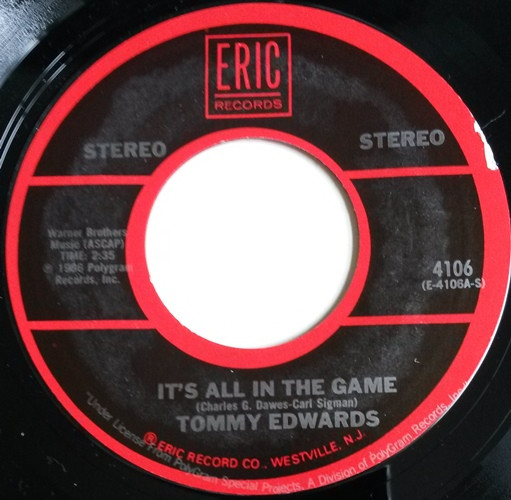 ERIC
RECORDS
STEREO
STEREO
Warner Brothers
Music (ASCAP)
TIME: 2:35
℗ 1986 Polygram
Records, Inc.
4106
(E-4106A-S)
IT'S ALL IN THE GAME
(Charles G. Dawes-Carl Sigman)
TOMMY EDWARDS
® ERIC RECORD CO., WESTVILLE, N.J.
"Under License From PolyGram Special Projects, A Division of PolyGram Records, Inc."